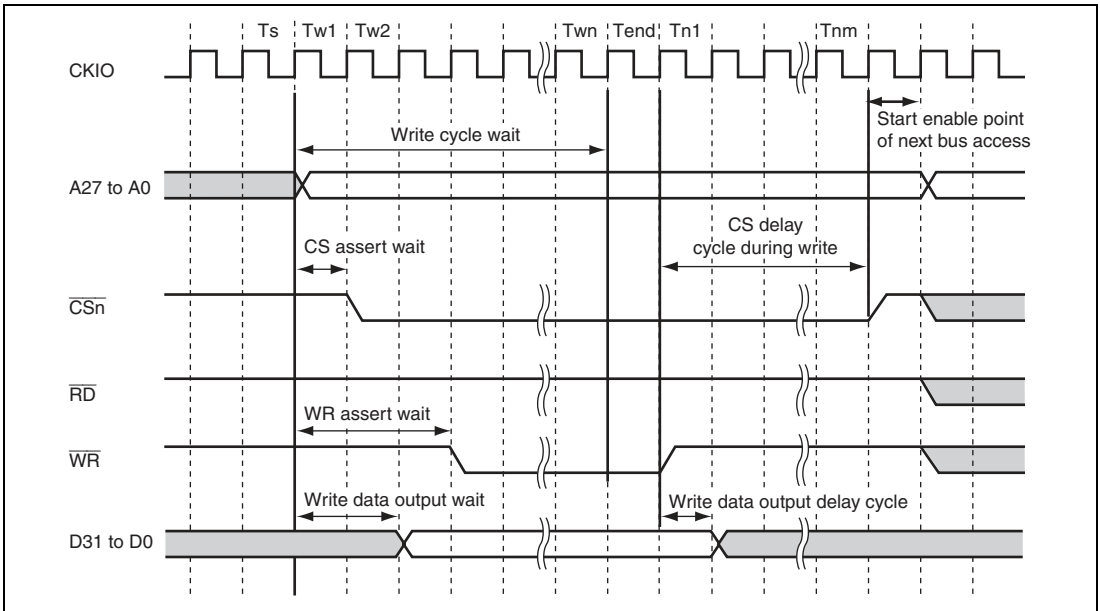 Ts Tw1 Tw2 Twn Tend Tn1 Tnm
CKIO
Start enable point
of next bus access
Write cycle wait
A27 to A0
CS delay
cycle during write
CS assert wait
CSn
RD
WR assert wait
WR
Write data output wait
Write data output delay cycle
D31 to D0